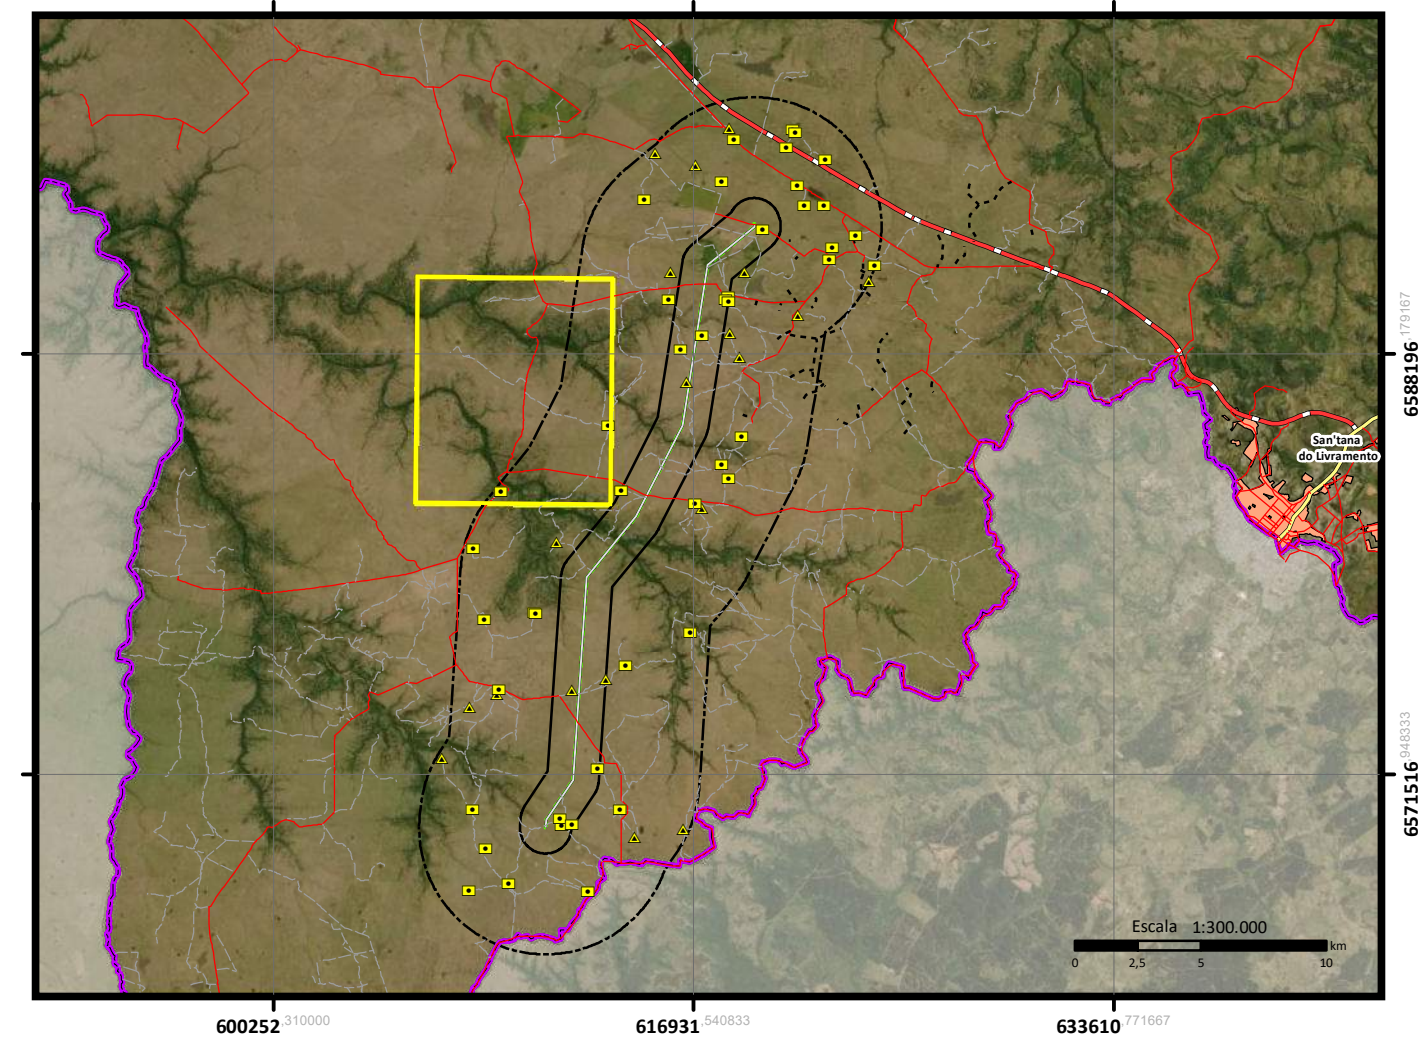 ,179167
6588196
San'tana
do Livramento
,948333
6571516
Escala 1:300.000
km
0 2,5 5 10
600252,310000
616931,540833
633610,771667